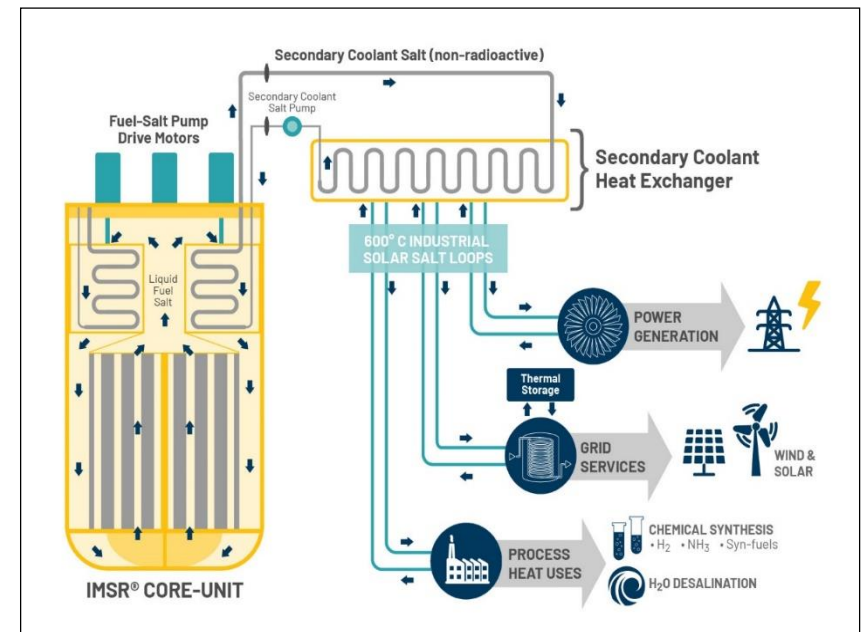 Secondary Coolant Salt (non-radioactive)
Secondary Coolant
Salt Pump
Fuel-Salt Pump
Drive Motors
Secondary Coolant
Heat Exchanger
600° C INDUSTRIAL
SOLAR SALT LOOPS
Liquid
Fuel
Salt
POWER
GENERATION
Thermal
Storage
GRID
SERVICES
WIND &
SOLAR
PROCESS
HEAT USES
CHEMICAL SYNTHESIS
• H₂ • NH₃ • Syn-fuels
H₂O DESALINATION
IMSR® CORE-UNIT